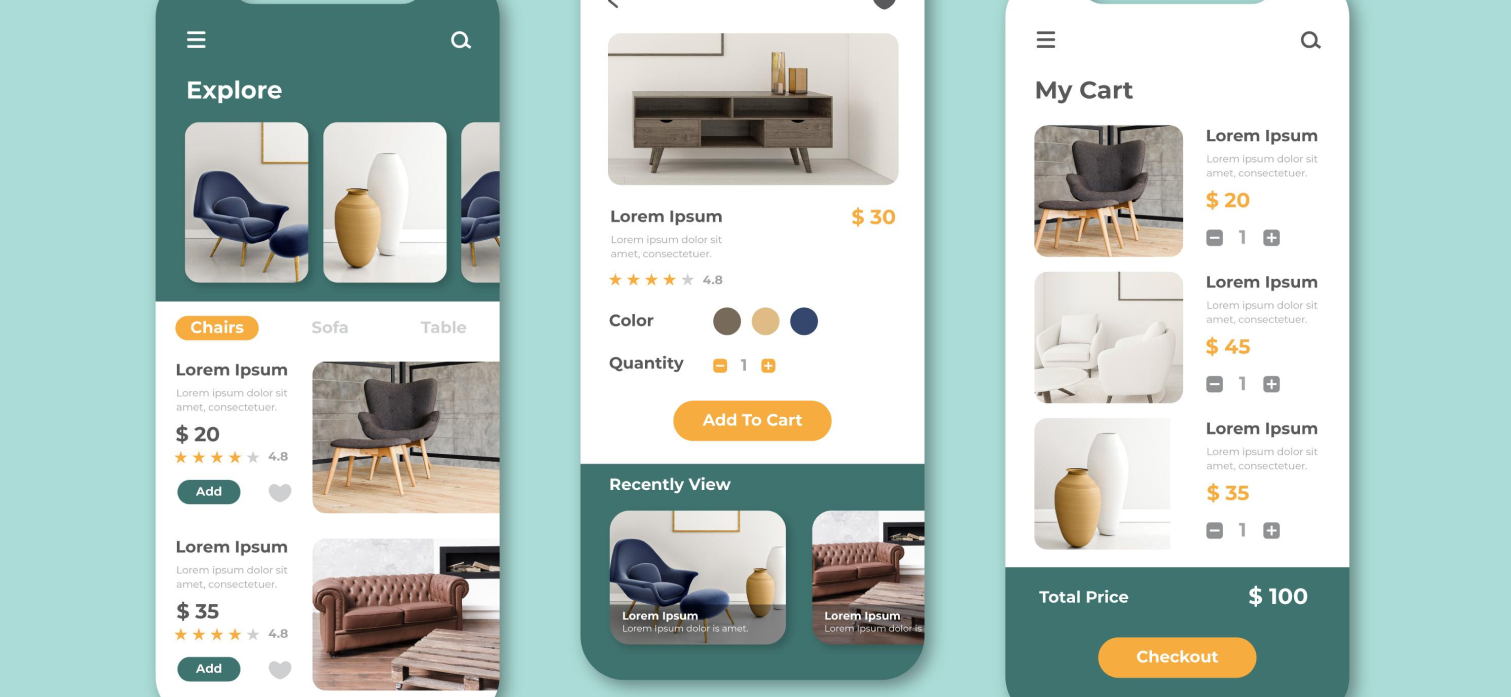 Explore
Chairs
Sofa
Table
Lorem Ipsum
Lorem ipsum dolor sit
amet, consectetuer.
$ 20
4.8
Add
Lorem Ipsum
Lorem ipsum dolor sit
amet, consectetuer.
$ 35
4.8
Add
Lorem Ipsum
$ 30
Lorem ipsum dolor sit
amet, consectetuer.
4.8
Color
Quantity
1
Add To Cart
Recently View
Lorem Ipsum
Lorem ipsum dolor is amet.
Lorem Ipsum
Lorem ipsum dolor is
My Cart
Lorem Ipsum
Lorem ipsum dolor sit
amet, consectetuer.
$ 20
1
Lorem Ipsum
Lorem ipsum dolor sit
amet, consectetuer.
$ 45
1
Lorem Ipsum
Lorem ipsum dolor sit
amet, consectetuer.
$ 35
1
Total Price
$ 100
Checkout